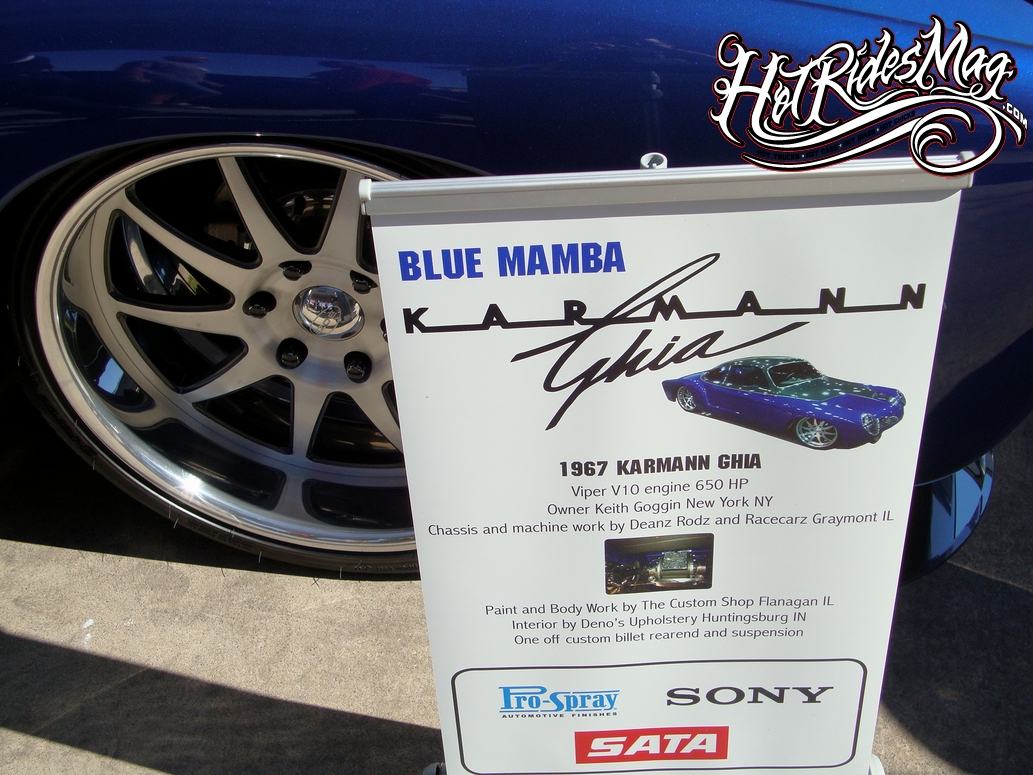 HotRidesMag
.com
BLUE MAMBA
KARMANN
Ghia
1967 KARMANN GHIA
Viper V10 engine 650 HP
Owner Keith Goggin New York NY
Chassis and machine work by Deanz Rodz and Racecarz Graymont IL
Paint and Body Work by The Custom Shop Flanagan IL
Interior by Deno's Upholstery Huntingsburg IN
One off custom billet rearend and suspension
Pro-Spray
AUTOMOTIVE FINISHES
SONY
SATA